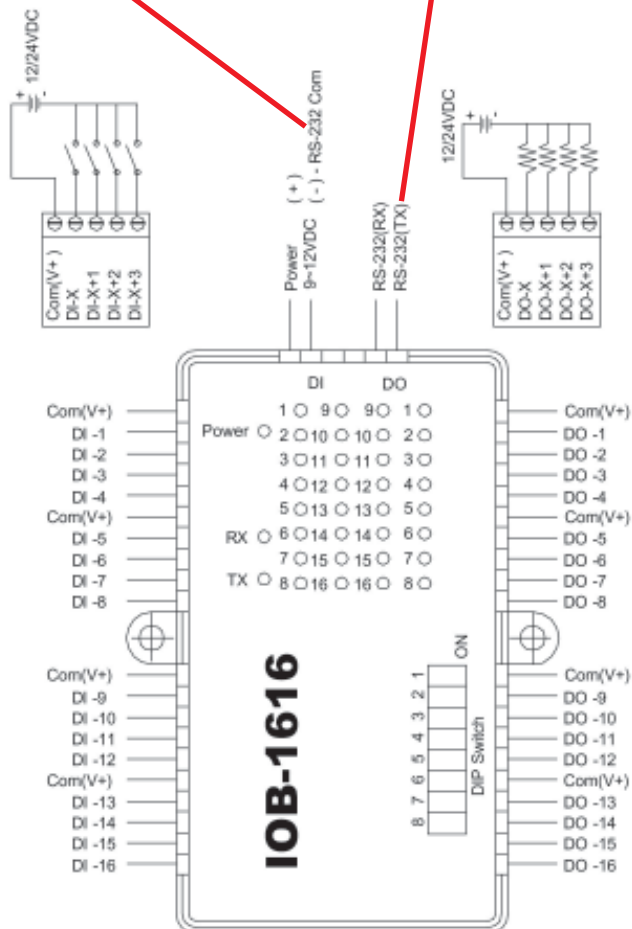 12/24VDC
+ -
Com(V+)
DI-X
DI-X+1
DI-X+2
DI-X+3
Power (+)
9~12VDC (-) - RS-232 Com
RS-232(RX)
RS-232(TX)
12/24VDC
+ -
Com(V+)
DO-X
DO-X+1
DO-X+2
DO-X+3
DI DO
1 9 9 1
Power 2 10 10 2
3 11 11 3
4 12 12 4
5 13 13 5
RX 6 14 14 6
7 15 15 7
TX 8 16 16 8
Com(V+)
DI -1
DI -2
DI -3
DI -4
Com(V+)
DI -5
DI -6
DI -7
DI -8
Com(V+)
DI -9
DI -10
DI -11
DI -12
Com(V+)
DI -13
DI -14
DI -15
DI -16
IOB-1616
ON
1 2 3 4 5 6 7 8
DIP Switch
Com(V+)
DO -1
DO -2
DO -3
DO -4
Com(V+)
DO -5
DO -6
DO -7
DO -8
Com(V+)
DO -9
DO -10
DO -11
DO -12
Com(V+)
DO -13
DO -14
DO -15
DO -16